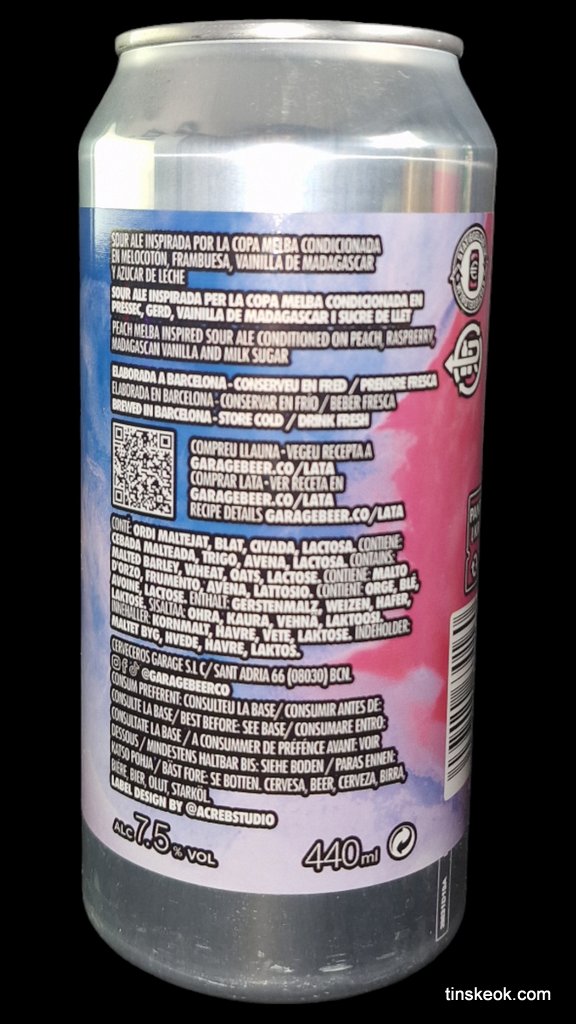 SOUR ALE INSPIRADA POR LA COPA MELBA CONDICIONADA
EN MELOCOTÓN, FRAMBUESA, VAINILLA DE MADAGASCAR
Y AZUCAR DE LECHE
SOUR ALE INSPIRADA PER LA COPA MELBA CONDICIONADA EN
PRESSEC, GERD, VAINILLA DE MADAGASCAR I SUCRE DE LLET
PEACH MELBA INSPIRED SOUR ALE CONDITIONED ON PEACH, RASPBERRY,
MADAGASCAN VANILLA AND MILK SUGAR
ELABORADA A BARCELONA - CONSERVEU EN FRED / PRENDRE FRESCA
ELABORADA EN BARCELONA - CONSERVAR EN FRÍO / BEBER FRESCA
BREWED IN BARCELONA - STORE COLD / DRINK FRESH
COMPREU LLAUNA - VEGEU RECEPTA A
GARAGEBEER.CO/LATA
COMPRAR LATA - VER RECETA EN
GARAGEBEER.CO/LATA
RECIPE DETAILS GARAGEBEER.CO/LATA
CONTÉ: ORDI MALTEJAT, BLAT, CIVADA, LACTOSA. CONTIENE:
CEBADA MALTEADA, TRIGO, AVENA, LACTOSA. CONTAINS:
MALTED BARLEY, WHEAT, OATS, LACTOSE. CONTIENE: MALTO
D'ORZO, FRUMENTO, AVENA, LATTOSIO. CONTIENT: ORGE, BLÉ,
AVOINE, LACTOSE. ENTHALT: GERSTENMALZ, WEIZEN, HAFER,
LAKTOSE. SISALTAA: OHRA, KAURA, VEHNÄ, LAKTOOSI.
INNEHALLER: KORNMALT, HAVRE, VETE, LAKTOSE. INDEHOLDER:
MALTET BYG, HVEDE, HAVRE, LAKTOS.
CERVECEROS GARAGE S.L C/ SANT ADRIA 66 (08030) BCN.
@GARAGEBEERCO
CONSUM PREFERENT: CONSULTEU LA BASE/ CONSUMIR ANTES DE:
CONSULTE LA BASE/ BEST BEFORE: SEE BASE/ CONSUMARE ENTRO:
CONSULTATE LA BASE / A CONSUMMER DE PRÉFÉNCE AVANT: VOIR
DESSOUS / MINDESTENS HALTBAR BIS: SIEHE BODEN / PARAS ENNEN:
KATSO POHJA / BÄST FORE: SE BOTTEN. CERVESA, BEER, CERVEZA, BIRRA,
BIÈRE, BIER, OLUT, STARKÖL.
LABEL DESIGN BY @ACREBSTUDIO
ALC 7.5 % VOL
440ml
tinskeok.com